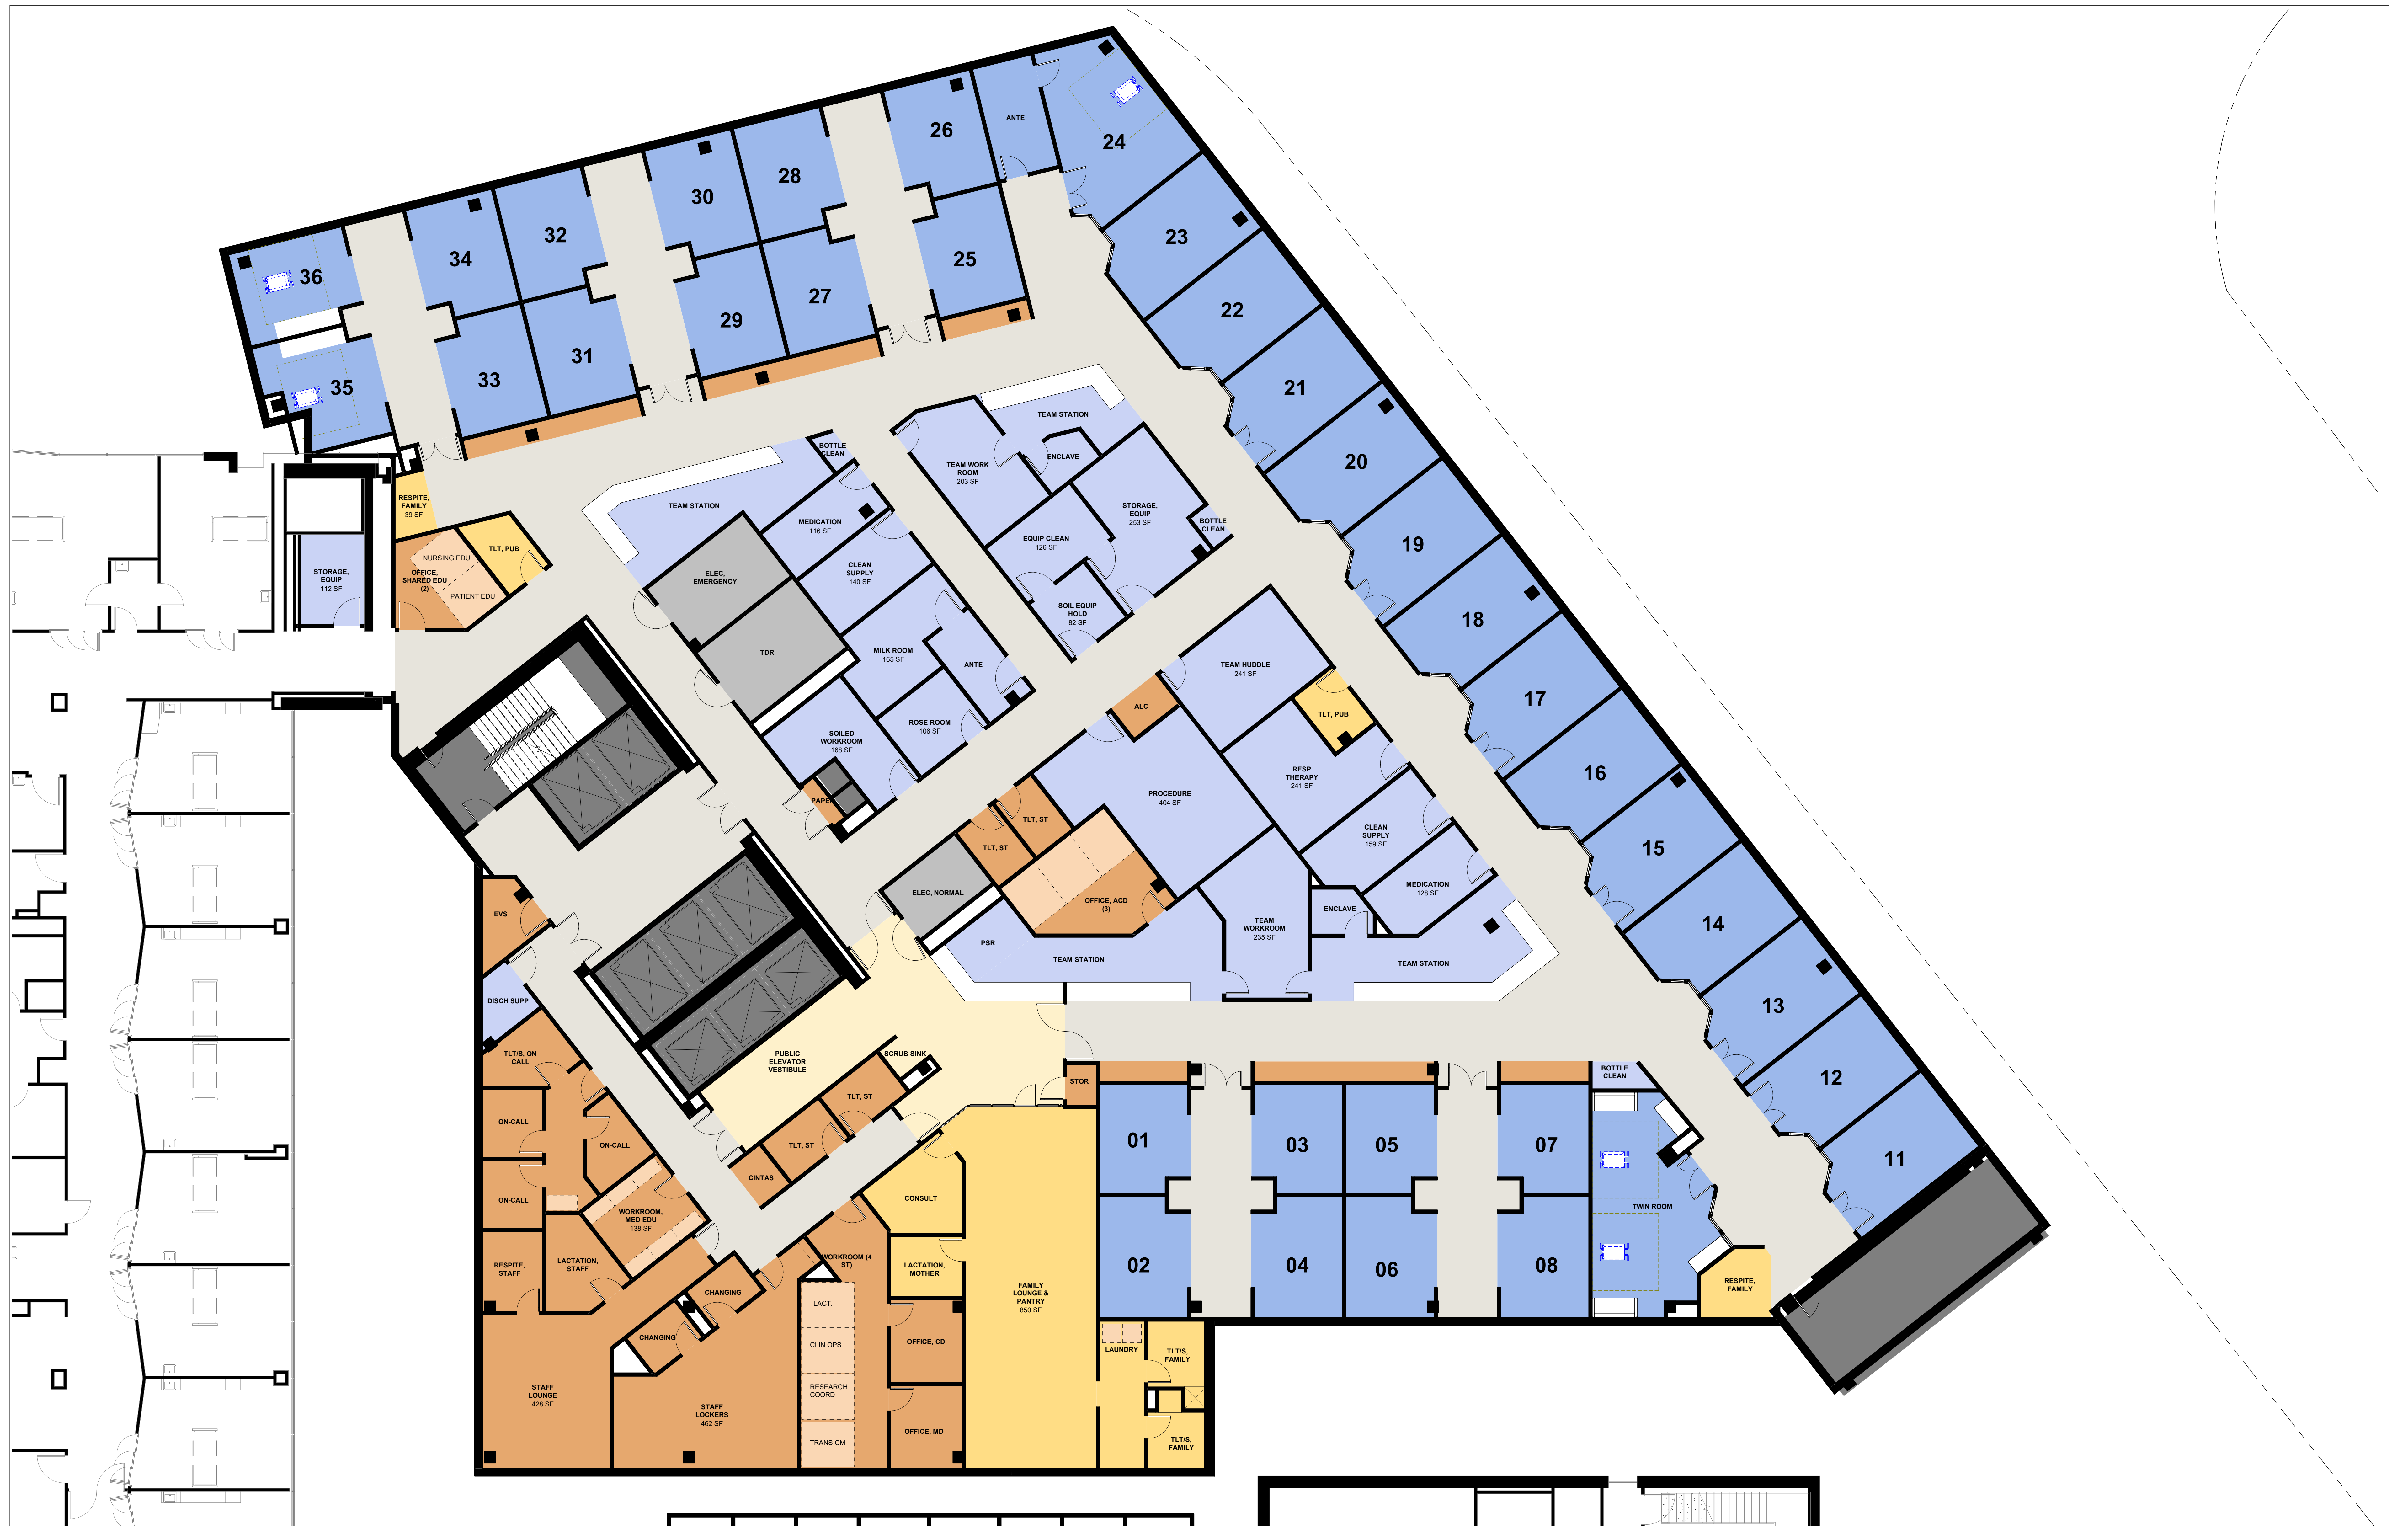 24
ANTE
26
28
30
32
34
36
23
25
27
29
31
33
35
22
21
20
19
18
17
16
15
14
13
12
11
TEAM STATION
BOTTLE
CLEAN
TEAM WORK
ROOM
203 SF
ENCLAVE
TEAM STATION
MEDICATION
116 SF
STORAGE,
EQUIP
253 SF
BOTTLE
CLEAN
EQUIP CLEAN
126 SF
SOIL EQUIP
HOLD
82 SF
RESPITE,
FAMILY
39 SF
TLT, PUB
NURSING EDU
OFFICE,
SHARED EDU
(2)
PATIENT EDU
STORAGE,
EQUIP
112 SF
ELEC,
EMERGENCY
CLEAN
SUPPLY
140 SF
TDR
MILK ROOM
165 SF
ANTE
ROSE ROOM
106 SF
SOILED
WORKROOM
168 SF
PAPER
TEAM HUDDLE
241 SF
ALC
TLT, PUB
RESP
THERAPY
241 SF
PROCEDURE
404 SF
TLT, ST
TLT, ST
CLEAN
SUPPLY
159 SF
MEDICATION
128 SF
ELEC, NORMAL
OFFICE, ACD
(3)
ENCLAVE
TEAM
WORKROOM
235 SF
PSR
TEAM STATION
TEAM STATION
EVS
DISCH SUPP
TLT/S, ON
CALL
PUBLIC
ELEVATOR
VESTIBULE
SCRUB SINK
STOR
TLT, ST
TLT, ST
CINTAS
ON-CALL
ON-CALL
ON-CALL
WORKROOM,
MED EDU
138 SF
RESPITE,
STAFF
LACTATION,
STAFF
CHANGING
CHANGING
WORKROOM (4
ST)
CONSULT
LACTATION,
MOTHER
LACT.
CLIN OPS
RESEARCH
COORD
TRANS CM
OFFICE, CD
OFFICE, MD
FAMILY
LOUNGE &
PANTRY
850 SF
STAFF
LOUNGE
428 SF
STAFF
LOCKERS
462 SF
LAUNDRY
TLT/S,
FAMILY
TLT/S,
FAMILY
01
03
05
07
02
04
06
08
BOTTLE
CLEAN
TWIN ROOM
RESPITE,
FAMILY